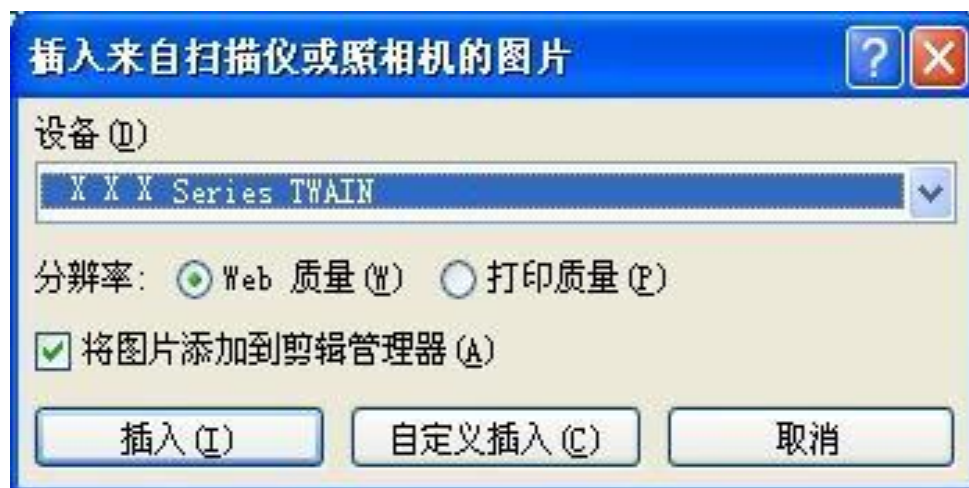 插入来自扫描仪或照相机的图片
设备(D)
X X X Series TWAIN
分辨率: Web 质量(W) 打印质量(P)
将图片添加到剪辑管理器(A)
插入(I) 自定义插入(C) 取消